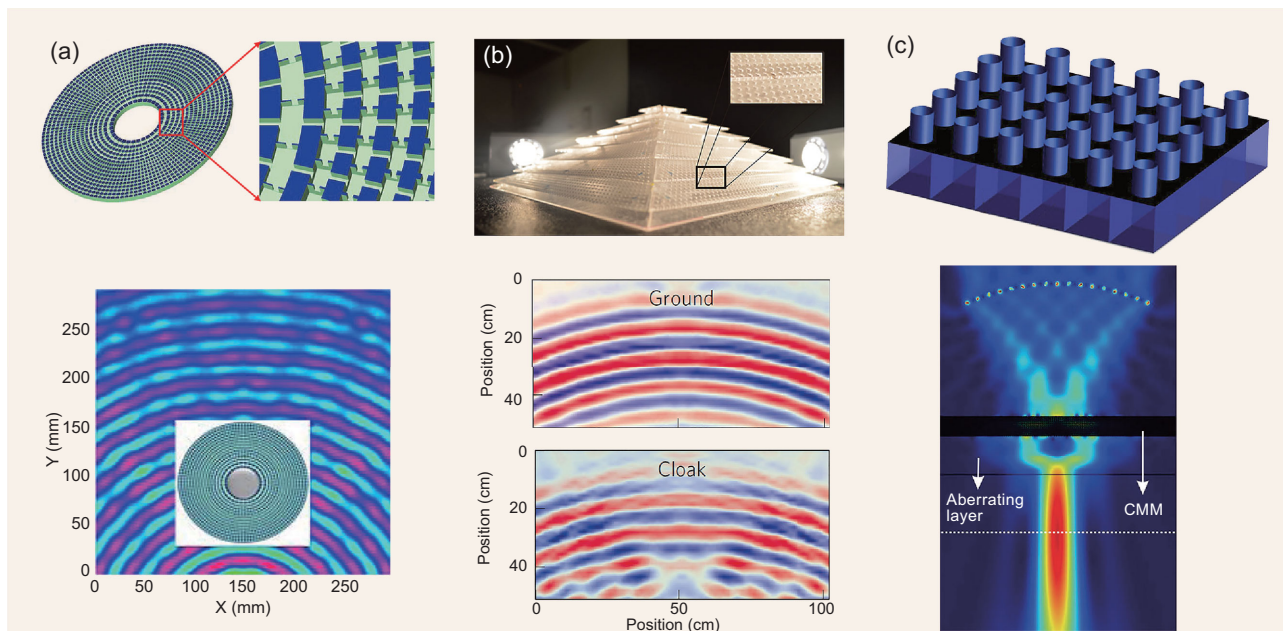 (a)
(b)
(c)
250
200
150
100
50
0
Y (mm)
0 50 100 150 200 250
X (mm)
0
20
40
Position (cm)
Ground
0
20
40
Position (cm)
Cloak
0 50 100
Position (cm)
Aberrating
layer
CMM